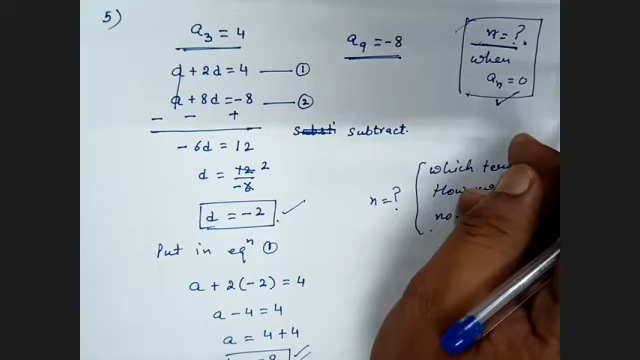 5)
a₃ = 4
a₉ = -8
n = ?
when
aₙ = 0
a + 2d = 4 —— ①
a + 8d = -8 —— ②
- - +
subtract.
-6d = 12
d = 12/-6 2
d = -2
Put in eqⁿ ①
a + 2(-2) = 4
a - 4 = 4
a = 4 + 4
n = ?
which
How
no.